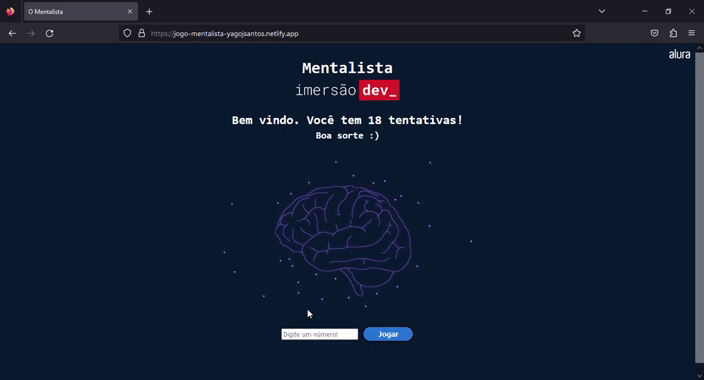 O Mentalista
https://jogo-mentalista-yagojsantos.netlify.app
alura
Mentalista
imersão dev_
Bem vindo. Você tem 18 tentativas!
Boa sorte :)
Digite um número!
Jogar